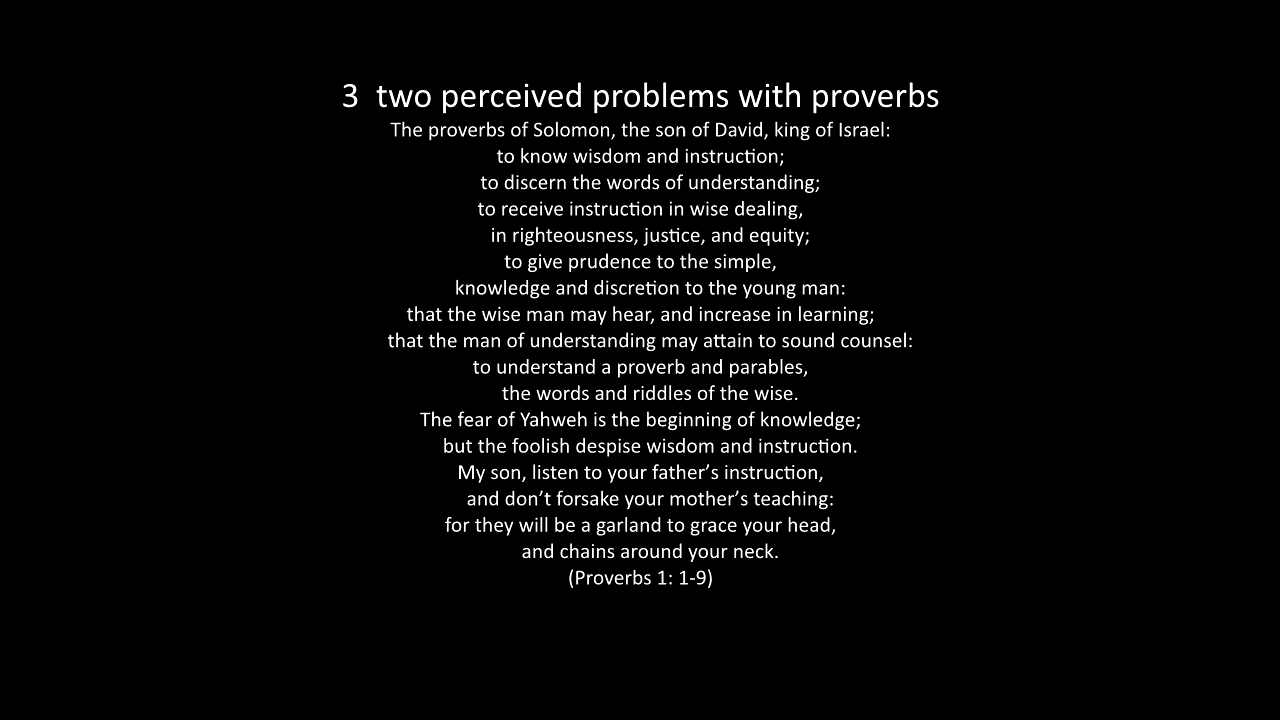 3  two perceived problems with proverbs
The proverbs of Solomon, the son of David, king of Israel:
to know wisdom and instruction;
to discern the words of understanding;
to receive instruction in wise dealing,
in righteousness, justice, and equity;
to give prudence to the simple,
knowledge and discretion to the young man:
that the wise man may hear, and increase in learning;
that the man of understanding may attain to sound counsel:
to understand a proverb and parables,
the words and riddles of the wise.
The fear of Yahweh is the beginning of knowledge;
but the foolish despise wisdom and instruction.
My son, listen to your father’s instruction,
and don’t forsake your mother’s teaching:
for they will be a garland to grace your head,
and chains around your neck.
(Proverbs 1: 1-9)